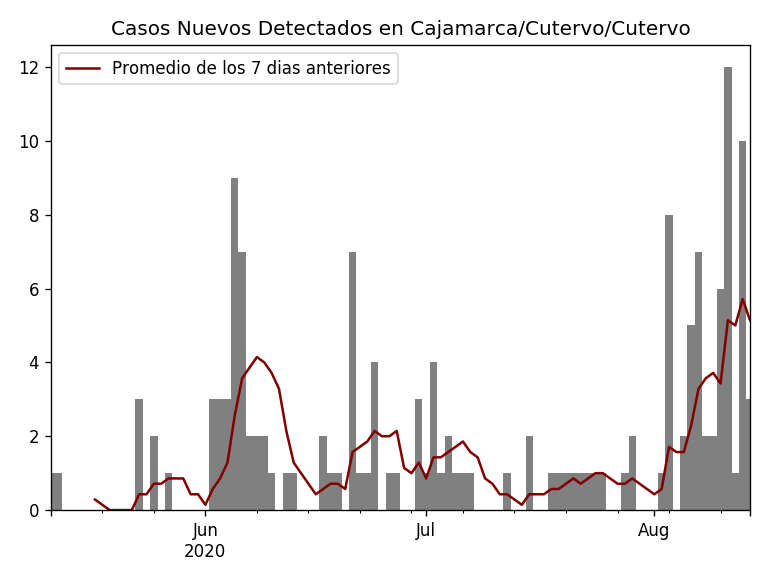 Casos Nuevos Detectados en Cajamarca/Cutervo/Cutervo
Promedio de los 7 dias anteriores
12
10
8
6
4
2
0
Jun
2020
Jul
Aug